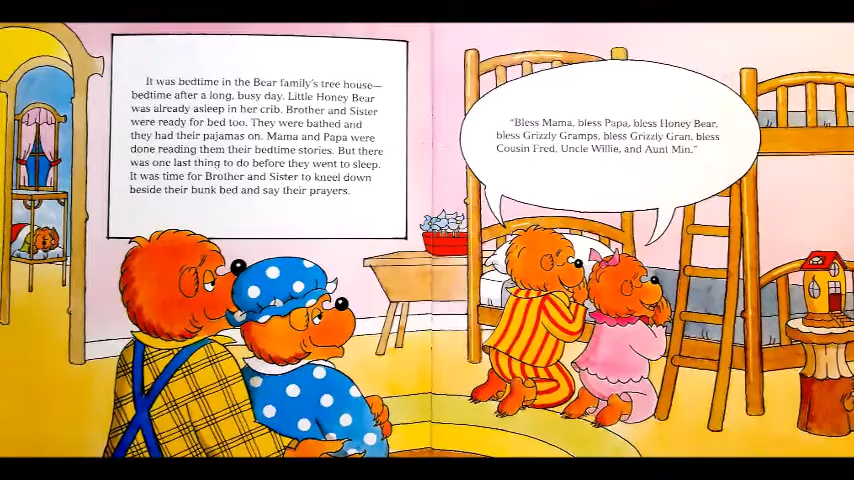 It was bedtime in the Bear family's tree house—
bedtime after a long, busy day. Little Honey Bear
was already asleep in her crib. Brother and Sister
were ready for bed too. They were bathed and
they had their pajamas on. Mama and Papa were
done reading them their bedtime stories. But there
was one last thing to do before they went to sleep.
It was time for Brother and Sister to kneel down
beside their bunk bed and say their prayers.
"Bless Mama, bless Papa, bless Honey Bear,
bless Grizzly Gramps, bless Grizzly Gran, bless
Cousin Fred, Uncle Willie, and Aunt Min."